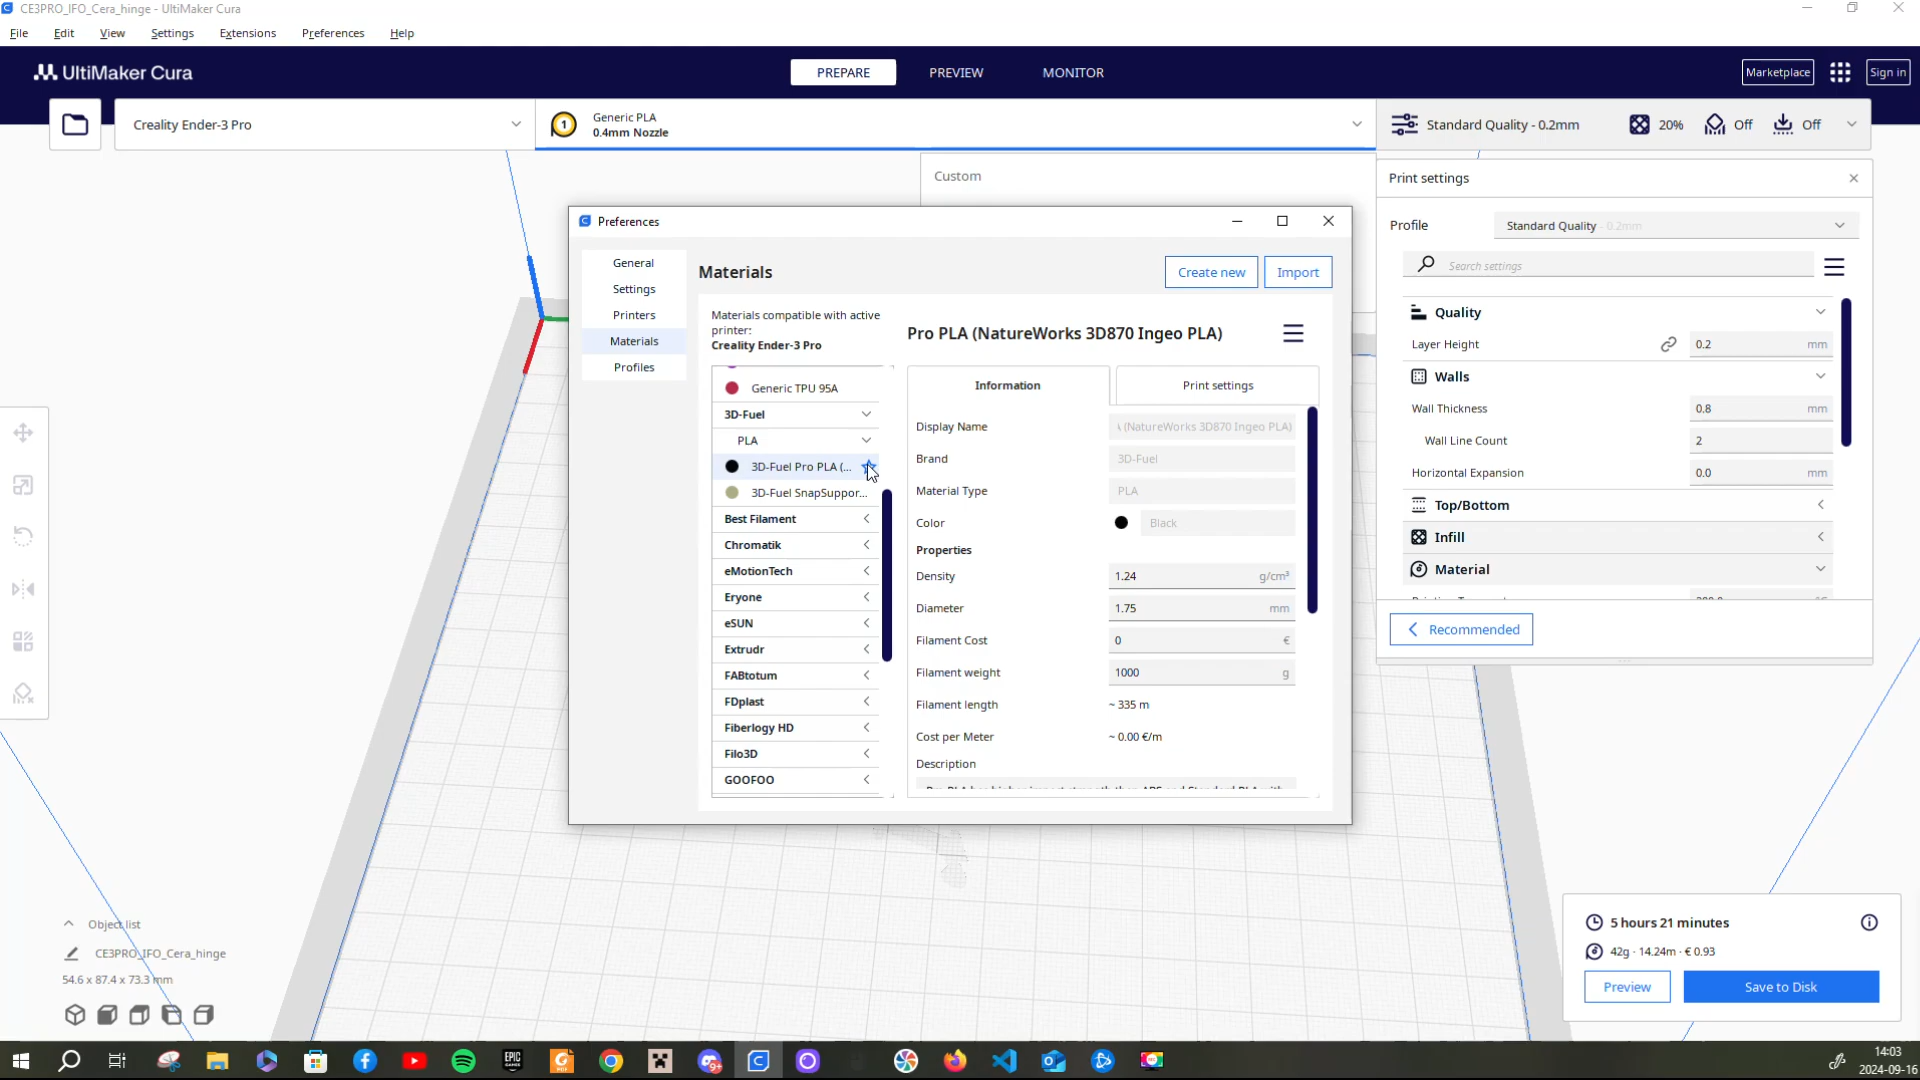 CE3PRO_IFO_Cera_hinge - UltiMaker Cura
File Edit View Settings Extensions Preferences Help
UltiMaker Cura
PREPARE PREVIEW MONITOR
Marketplace Sign in
Creality Ender-3 Pro
1 Generic PLA
0.4mm Nozzle
Standard Quality - 0.2mm 20% Off Off
Custom
Print settings
Profile Standard Quality - 0.2mm
Search settings
Quality
Layer Height 0.2 mm
Walls
Wall Thickness 0.8 mm
Wall Line Count 2
Horizontal Expansion 0.0 mm
Top/Bottom
Infill
Material
Recommended
Preferences
General
Settings
Printers
Materials
Profiles
Materials
Create new Import
Materials compatible with active
printer:
Creality Ender-3 Pro
Generic TPU 95A
3D-Fuel
PLA
3D-Fuel Pro PLA (...
3D-Fuel SnapSuppor...
Best Filament
Chromatik
eMotionTech
Eryone
eSUN
Extrudr
FABtotum
FDplast
Fiberlogy HD
Filo3D
GOOFOO
Pro PLA (NatureWorks 3D870 Ingeo PLA)
Information Print settings
Display Name (NatureWorks 3D870 Ingeo PLA)
Brand 3D-Fuel
Material Type PLA
Color Black
Properties
Density 1.24 g/cm³
Diameter 1.75 mm
Filament Cost 0 €
Filament weight 1000 g
Filament length ~ 335 m
Cost per Meter ~ 0.00 €/m
Description
Object list
CE3PRO_IFO_Cera_hinge
54.6 x 87.4 x 73.3 mm
5 hours 21 minutes
42g · 14.24m · € 0.93
Preview Save to Disk
EPIC
GAMES
9+
14:03
2024-09-16